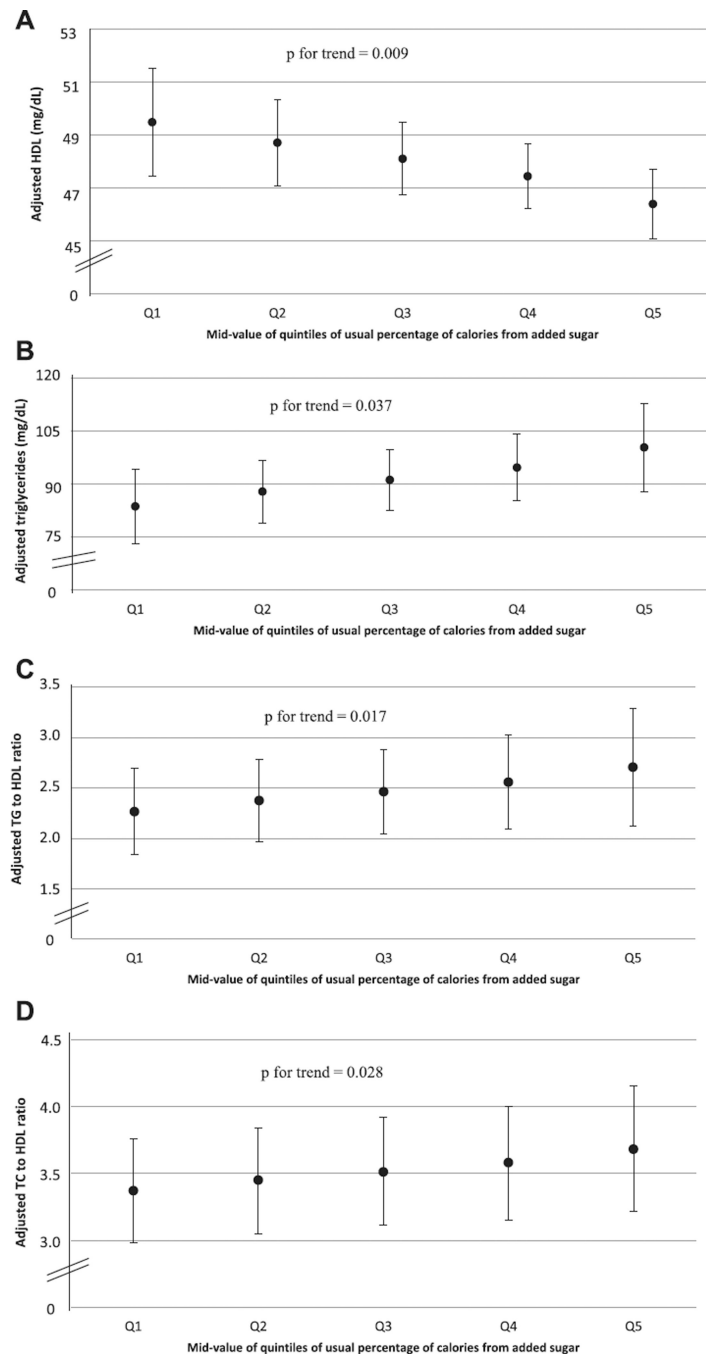 A
53
p for trend = 0.009
51
49
47
45
0
Adjusted HDL (mg/dL)
Q1 Q2 Q3 Q4 Q5
Mid-value of quintiles of usual percentage of calories from added sugar
B
120
p for trend = 0.037
105
90
75
0
Adjusted triglycerides (mg/dL)
Q1 Q2 Q3 Q4 Q5
Mid-value of quintiles of usual percentage of calories from added sugar
C
3.5
p for trend = 0.017
3.0
2.5
2.0
1.5
0
Adjusted TG to HDL ratio
Q1 Q2 Q3 Q4 Q5
Mid-value of quintiles of usual percentage of calories from added sugar
D
4.5
p for trend = 0.028
4.0
3.5
3.0
0
Adjusted TC to HDL ratio
Q1 Q2 Q3 Q4 Q5
Mid-value of quintiles of usual percentage of calories from added sugar